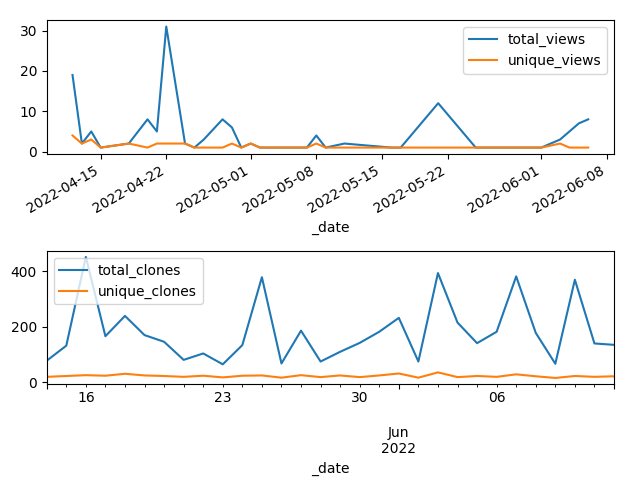 30
20
10
0
total_views
unique_views
2022-04-15
2022-04-22
2022-05-01
2022-05-08
2022-05-15
2022-05-22
2022-06-01
2022-06-08
_date
400
200
0
total_clones
unique_clones
16
23
30
06
Jun
2022
_date